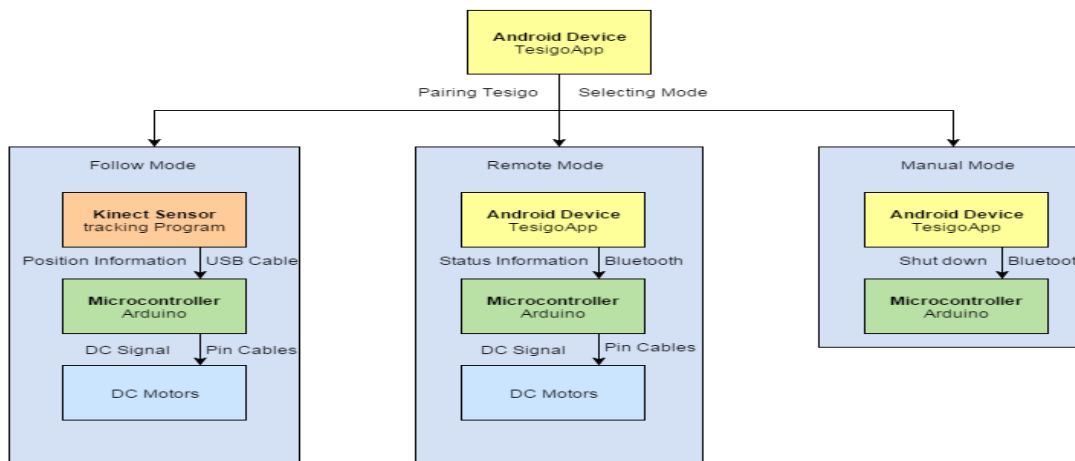 Android Device
TesigoApp
Pairing Tesigo
Selecting Mode
Follow Mode
Kinect Sensor
tracking Program
Position Information
USB Cable
Microcontroller
Arduino
DC Signal
Pin Cables
DC Motors
Remote Mode
Android Device
TesigoApp
Status Information
Bluetooth
Microcontroller
Arduino
DC Signal
Pin Cables
DC Motors
Manual Mode
Android Device
TesigoApp
Shut down
Bluetoot
Microcontroller
Arduino